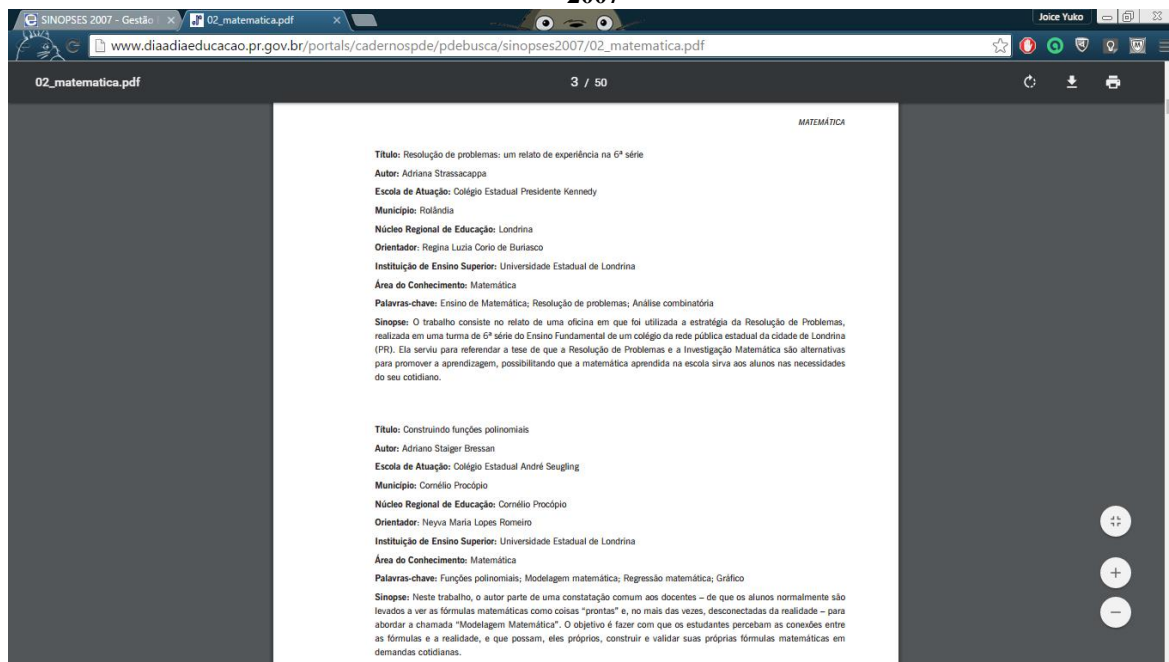 2007
SINOPSES 2007 - Gestão
02_matematica.pdf
Joice Yuko
www.diaadiaeducacao.pr.gov.br/portals/cadernospde/pdebusca/sinopses2007/02_matematica.pdf
02_matematica.pdf
3 / 50
MATEMÁTICA
Título: Resolução de problemas: um relato de experiência na 6ª série
Autor: Adriana Strassacappa
Escola de Atuação: Colégio Estadual Presidente Kennedy
Município: Rolândia
Núcleo Regional de Educação: Londrina
Orientador: Regina Luzia Corio de Buriasco
Instituição de Ensino Superior: Universidade Estadual de Londrina
Área do Conhecimento: Matemática
Palavras-chave: Ensino de Matemática; Resolução de problemas; Análise combinatória
Sinopse: O trabalho consiste no relato de uma oficina em que foi utilizada a estratégia da Resolução de Problemas,
realizada em uma turma de 6ª série do Ensino Fundamental de um colégio da rede pública estadual da cidade de Londrina
(PR). Ela serviu para referendar a tese de que a Resolução de Problemas e a Investigação Matemática são alternativas
para promover a aprendizagem, possibilitando que a matemática aprendida na escola sirva aos alunos nas necessidades
do seu cotidiano.
Título: Construindo funções polinomiais
Autor: Adriano Staiger Bressan
Escola de Atuação: Colégio Estadual André Seugling
Município: Cornélio Procópio
Núcleo Regional de Educação: Cornélio Procópio
Orientador: Neyva Maria Lopes Romeiro
Instituição de Ensino Superior: Universidade Estadual de Londrina
Área do Conhecimento: Matemática
Palavras-chave: Funções polinomiais; Modelagem matemática; Regressão matemática; Gráfico
Sinopse: Neste trabalho, o autor parte de uma constatação comum aos docentes – de que os alunos normalmente são
levados a ver as fórmulas matemáticas como coisas "prontas" e, no mais das vezes, desconectadas da realidade – para
abordar a chamada "Modelagem Matemática". O objetivo é fazer com que os estudantes percebam as conexões entre
as fórmulas e a realidade, e que possam, eles próprios, construir e validar suas próprias fórmulas matemáticas em
demandas cotidianas.